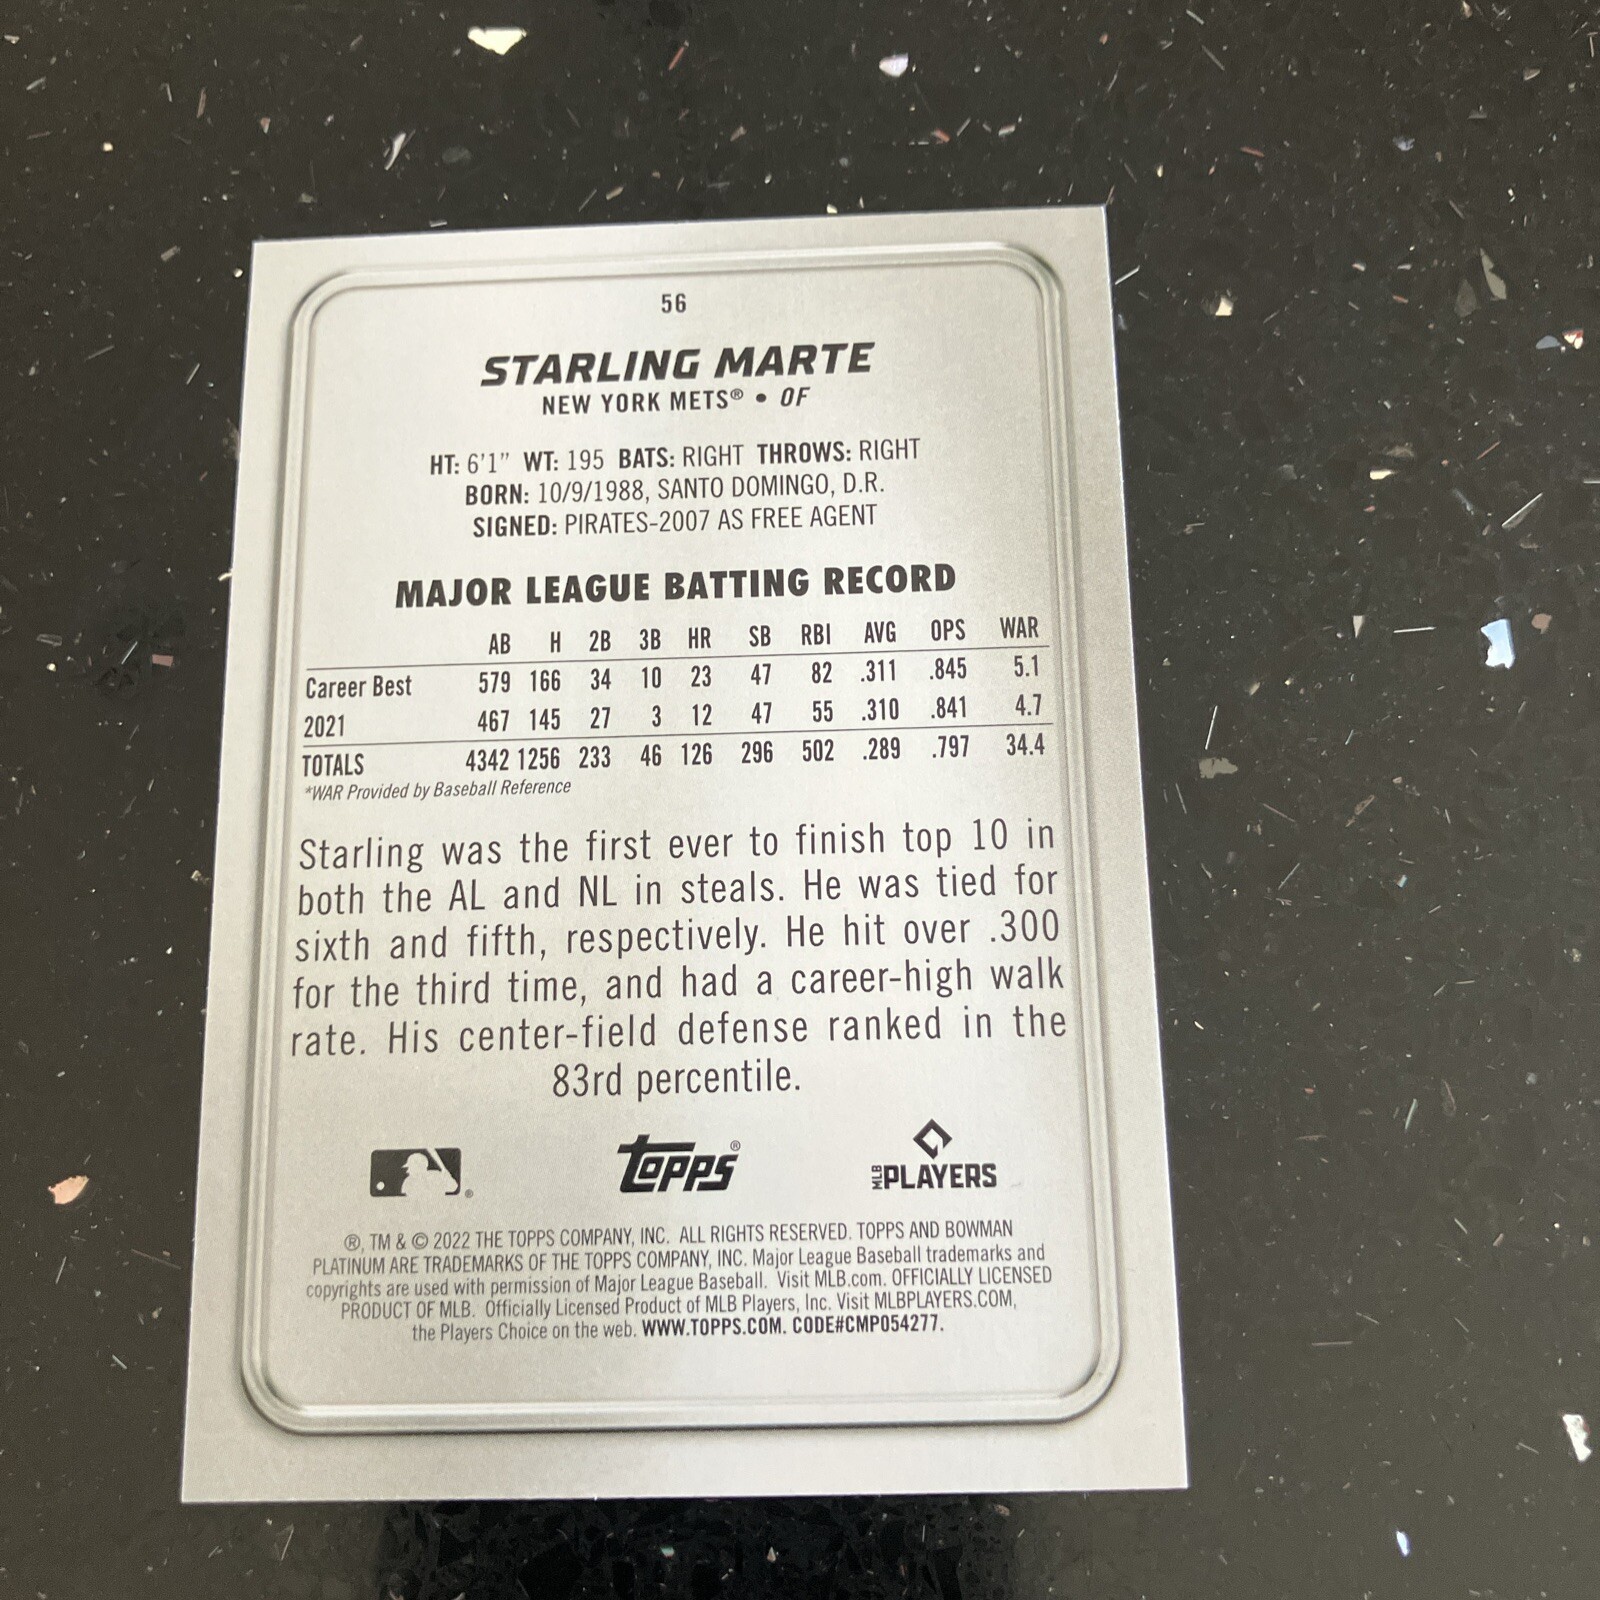 56
STARLING MARTE
NEW YORK METS® • OF
HT: 6'1" WT: 195 BATS: RIGHT THROWS: RIGHT
BORN: 10/9/1988, SANTO DOMINGO, D.R.
SIGNED: PIRATES-2007 AS FREE AGENT
MAJOR LEAGUE BATTING RECORD
AB H 2B 3B HR SB RBI AVG OPS WAR
Career Best 579 166 34 10 23 47 82 .311 .845 5.1
2021 467 145 27 3 12 47 55 .310 .841 4.7
TOTALS 4342 1256 233 46 126 296 502 .289 .797 34.4
*WAR Provided by Baseball Reference
Starling was the first ever to finish top 10 in
both the AL and NL in steals. He was tied for
sixth and fifth, respectively. He hit over .300
for the third time, and had a career-high walk
rate. His center-field defense ranked in the
83rd percentile.
® TOPPS® MLB PLAYERS
®, TM & © 2022 THE TOPPS COMPANY, INC. ALL RIGHTS RESERVED. TOPPS AND BOWMAN
PLATINUM ARE TRADEMARKS OF THE TOPPS COMPANY, INC. Major League Baseball trademarks and
copyrights are used with permission of Major League Baseball. Visit MLB.com. OFFICIALLY LICENSED
PRODUCT OF MLB. Officially Licensed Product of MLB Players, Inc. Visit MLBPLAYERS.COM,
the Players Choice on the web. WWW.TOPPS.COM. CODE#CMP054277.